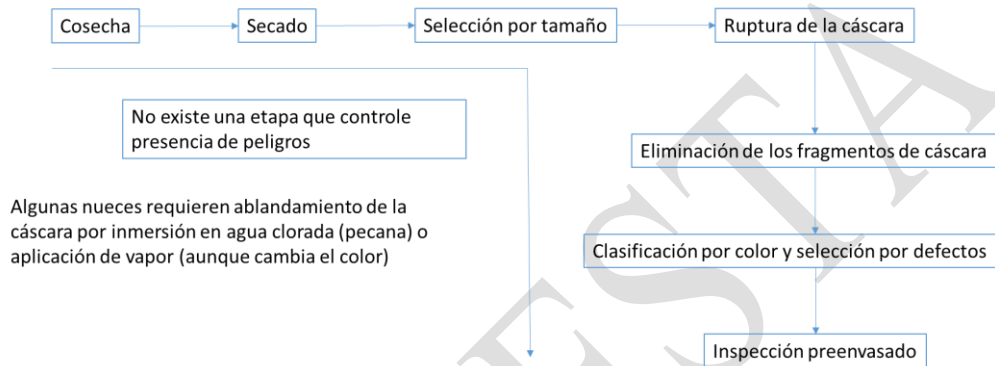 Cosecha
Secado
Selección por tamaño
Ruptura de la cáscara
No existe una etapa que controle
presencia de peligros
Eliminación de los fragmentos de cáscara
Algunas nueces requieren ablandamiento de la
cáscara por inmersión en agua clorada (pecana) o
aplicación de vapor (aunque cambia el color)
Clasificación por color y selección por defectos
Inspección preenvasado